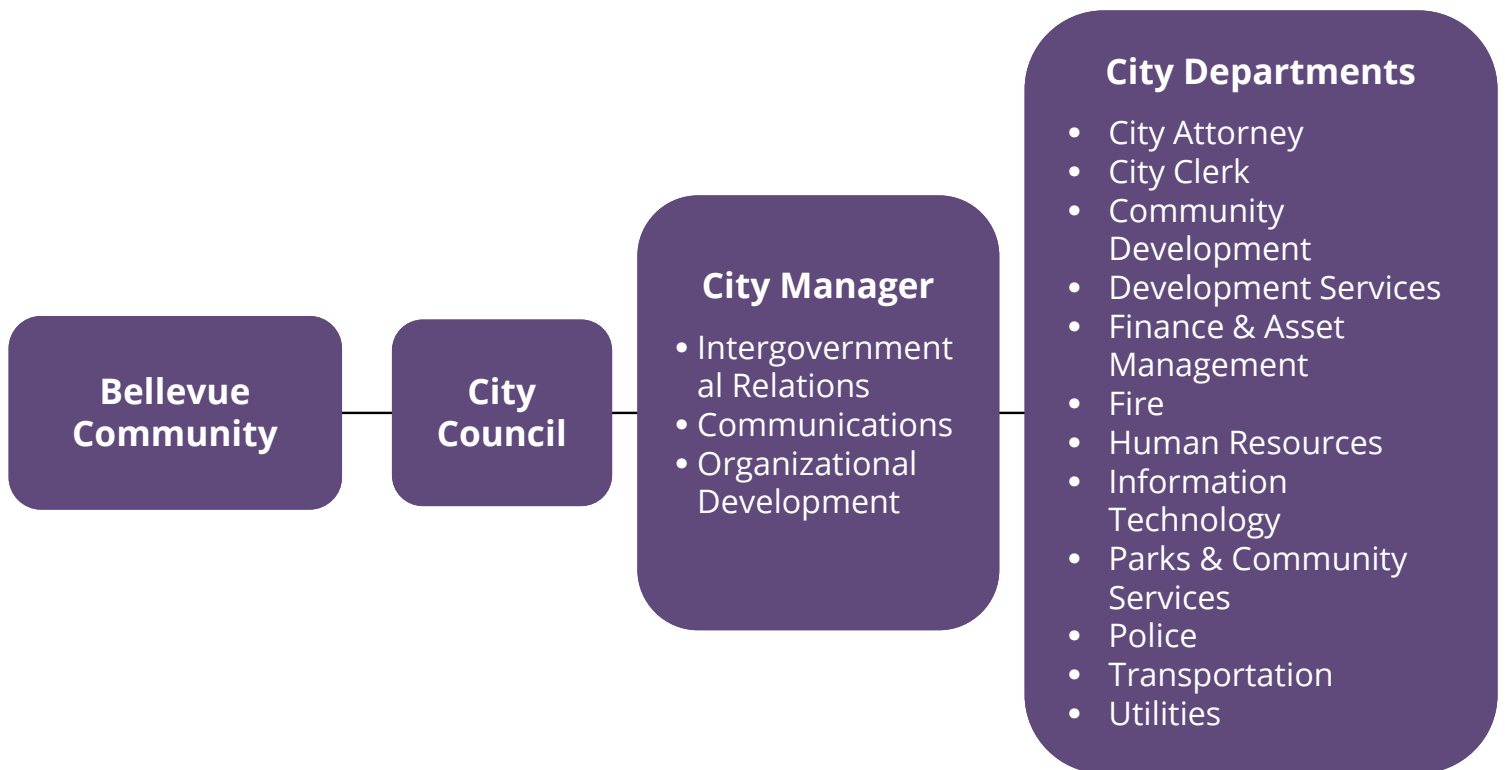 Bellevue
Community
City
Council
City Manager
• Intergovernment
al Relations
• Communications
• Organizational
Development
City Departments
• City Attorney
• City Clerk
• Community
Development
• Development Services
• Finance & Asset
Management
• Fire
• Human Resources
• Information
Technology
• Parks & Community
Services
• Police
• Transportation
• Utilities